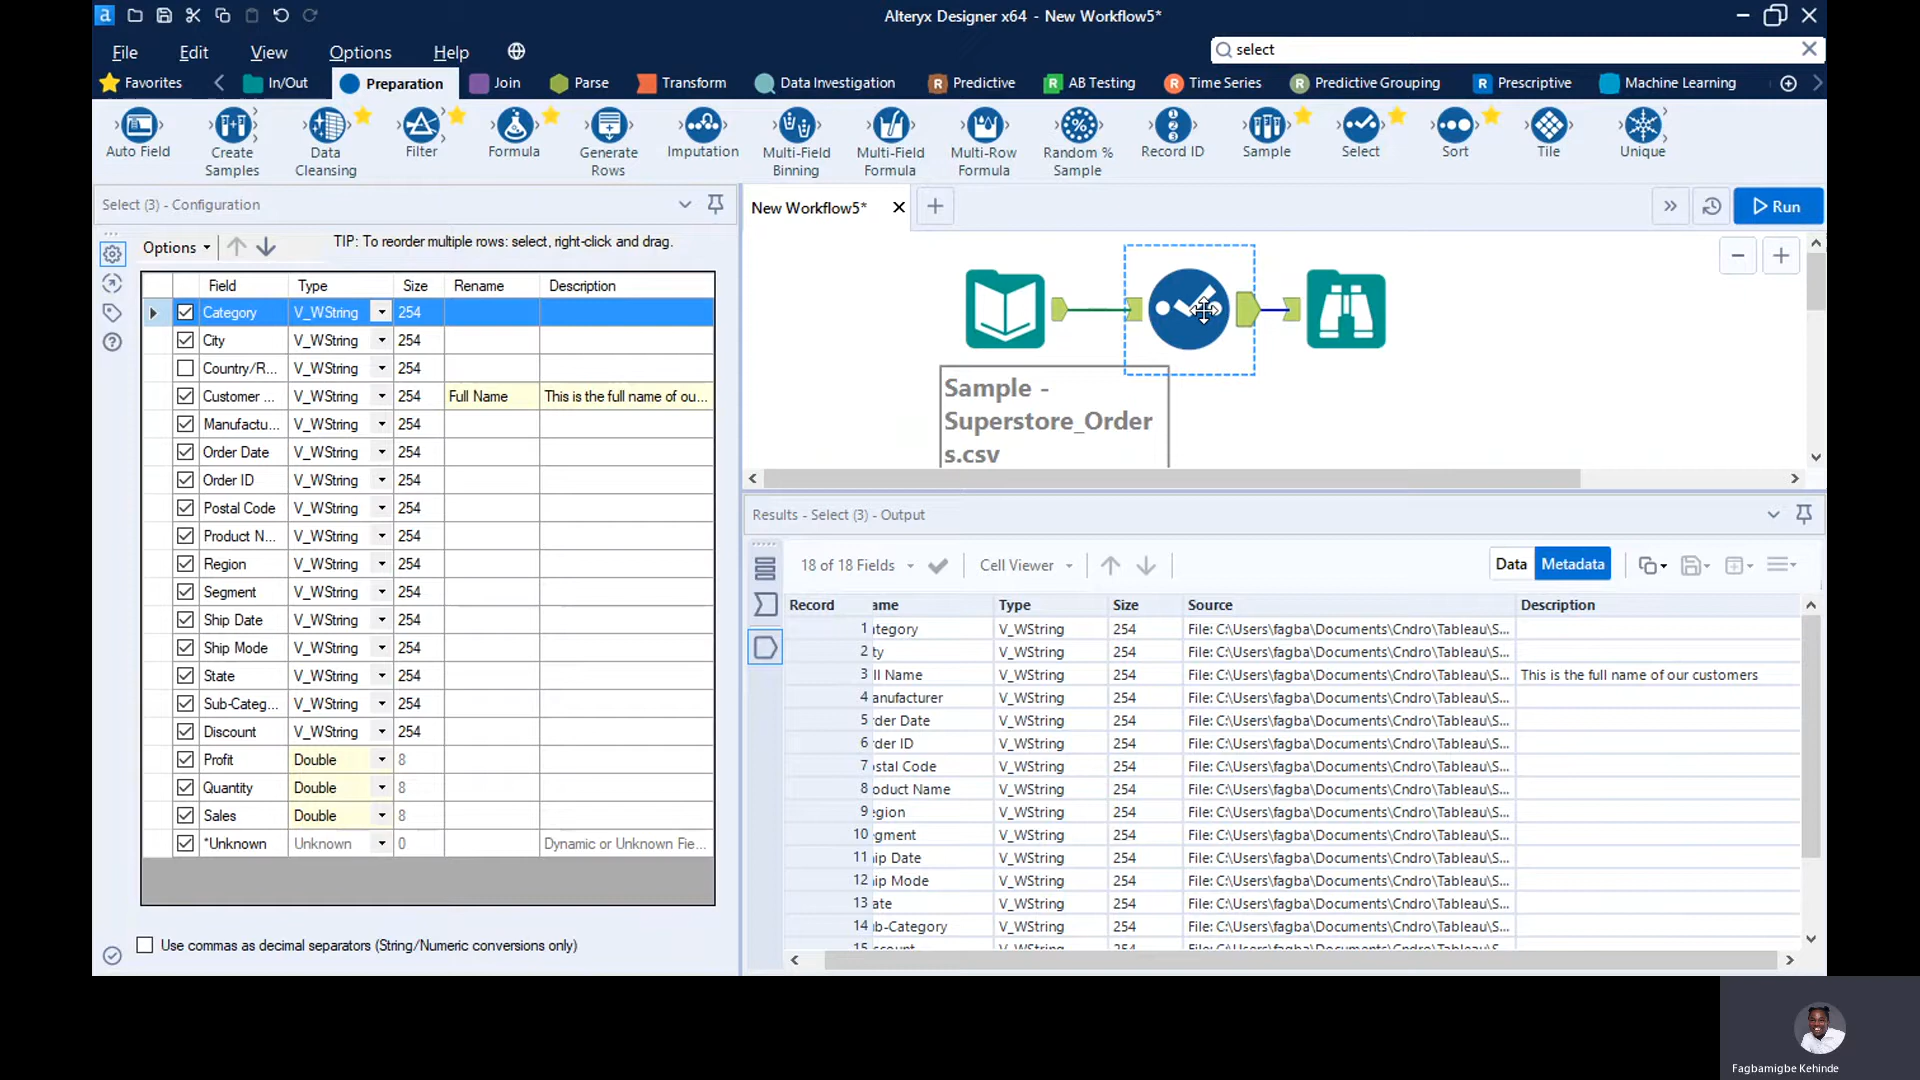 Alteryx Designer x64 - New Workflow5*
File Edit View Options Help
select
Favorites In/Out Preparation Join Parse Transform Data Investigation Predictive AB Testing Time Series Predictive Grouping Prescriptive Machine Learning
Auto Field
Create Samples
Data Cleansing
Filter
Formula
Generate Rows
Imputation
Multi-Field Binning
Multi-Field Formula
Multi-Row Formula
Random % Sample
Record ID
Sample
Select
Sort
Tile
Unique
Select (3) - Configuration
Options
TIP: To reorder multiple rows: select, right-click and drag.
Field Type Size Rename Description
Category V_WString 254
City V_WString 254
Country/R... V_WString 254
Customer ... V_WString 254 Full Name This is the full name of ou...
Manufactu... V_WString 254
Order Date V_WString 254
Order ID V_WString 254
Postal Code V_WString 254
Product N... V_WString 254
Region V_WString 254
Segment V_WString 254
Ship Date V_WString 254
Ship Mode V_WString 254
State V_WString 254
Sub-Categ... V_WString 254
Discount V_WString 254
Profit Double 8
Quantity Double 8
Sales Double 8
*Unknown Unknown 0 Dynamic or Unknown Fie...
Use commas as decimal separators (String/Numeric conversions only)
New Workflow5*
Run
Sample -
Superstore_Order
s.csv
Results - Select (3) - Output
18 of 18 Fields Cell Viewer Data Metadata
Record ame Type Size Source Description
1 tegory V_WString 254 File: C:\Users\fagba\Documents\Cndro\Tableau\S...
2 ty V_WString 254 File: C:\Users\fagba\Documents\Cndro\Tableau\S...
3 ll Name V_WString 254 File: C:\Users\fagba\Documents\Cndro\Tableau\S... This is the full name of our customers
4 anufacturer V_WString 254 File: C:\Users\fagba\Documents\Cndro\Tableau\S...
5 rder Date V_WString 254 File: C:\Users\fagba\Documents\Cndro\Tableau\S...
6 rder ID V_WString 254 File: C:\Users\fagba\Documents\Cndro\Tableau\S...
7 ostal Code V_WString 254 File: C:\Users\fagba\Documents\Cndro\Tableau\S...
8 oduct Name V_WString 254 File: C:\Users\fagba\Documents\Cndro\Tableau\S...
9 egion V_WString 254 File: C:\Users\fagba\Documents\Cndro\Tableau\S...
10 gment V_WString 254 File: C:\Users\fagba\Documents\Cndro\Tableau\S...
11 ip Date V_WString 254 File: C:\Users\fagba\Documents\Cndro\Tableau\S...
12 ip Mode V_WString 254 File: C:\Users\fagba\Documents\Cndro\Tableau\S...
13 ate V_WString 254 File: C:\Users\fagba\Documents\Cndro\Tableau\S...
14 b-Category V_WString 254 File: C:\Users\fagba\Documents\Cndro\Tableau\S...
15 scount V_WString 254 File: C:\Users\fagba\Documents\Cndro\Tableau\S...
Fagbamigbe Kehinde